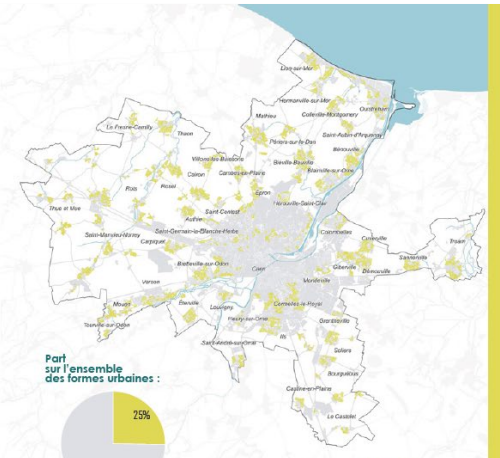 Lion-sur-Mer
Hermanville-sur-Mer
Ouistreham
Colleville-Montgomery
Mathieu
Saint-Aubin-d'Arquenay
Le Fresne-Camilly
Thaon
Périers-sur-le-Dan
Bénouville
Villons-les-Buissons
Biéville-Beuville
Blainville-sur-Orne
Cairon
Cambes-en-Plaine
Rots
Rosel
Epron
Hérouville-Saint-Clair
Thue et Mue
Saint Contest
Authie
Saint-Manvieu-Norrey
Saint-Germain-la-Blanche-Herbe
Colombelles
Cuverville
Troarn
Carpiquet
Sannerville
Bretteville-sur-Odon
Caen
Giberville
Démouville
Verson
Mondeville
Mouen
Éterville
Louvigny
Cormelles-le-Royal
Tourville-sur-Odon
Fleury-sur-Orne
Grentheville
Saint-André-sur-Orne
Ifs
Soliers
Bourguébus
Castine-en-Plaine
Le Castelet
Part
sur l'ensemble
des formes urbaines :
25%